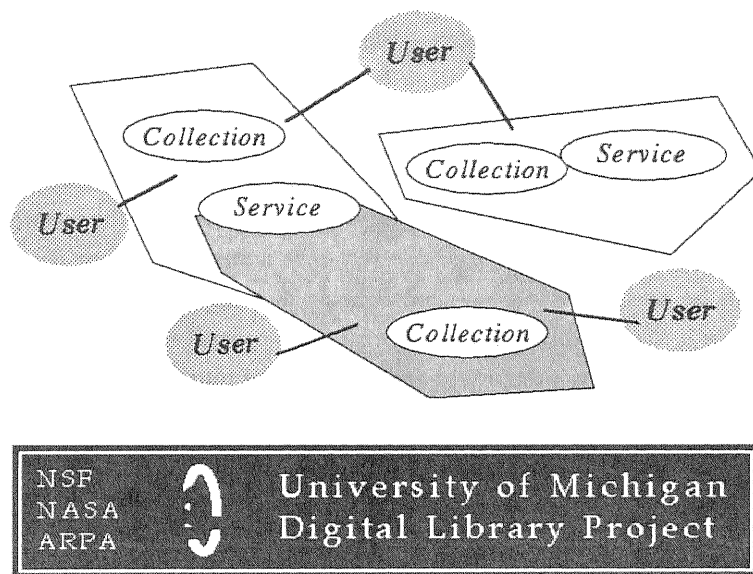 User
Collection
Service
Collection
User
Service
User
User
Collection
NSF
NASA
ARPA
University of Michigan
Digital Library Project